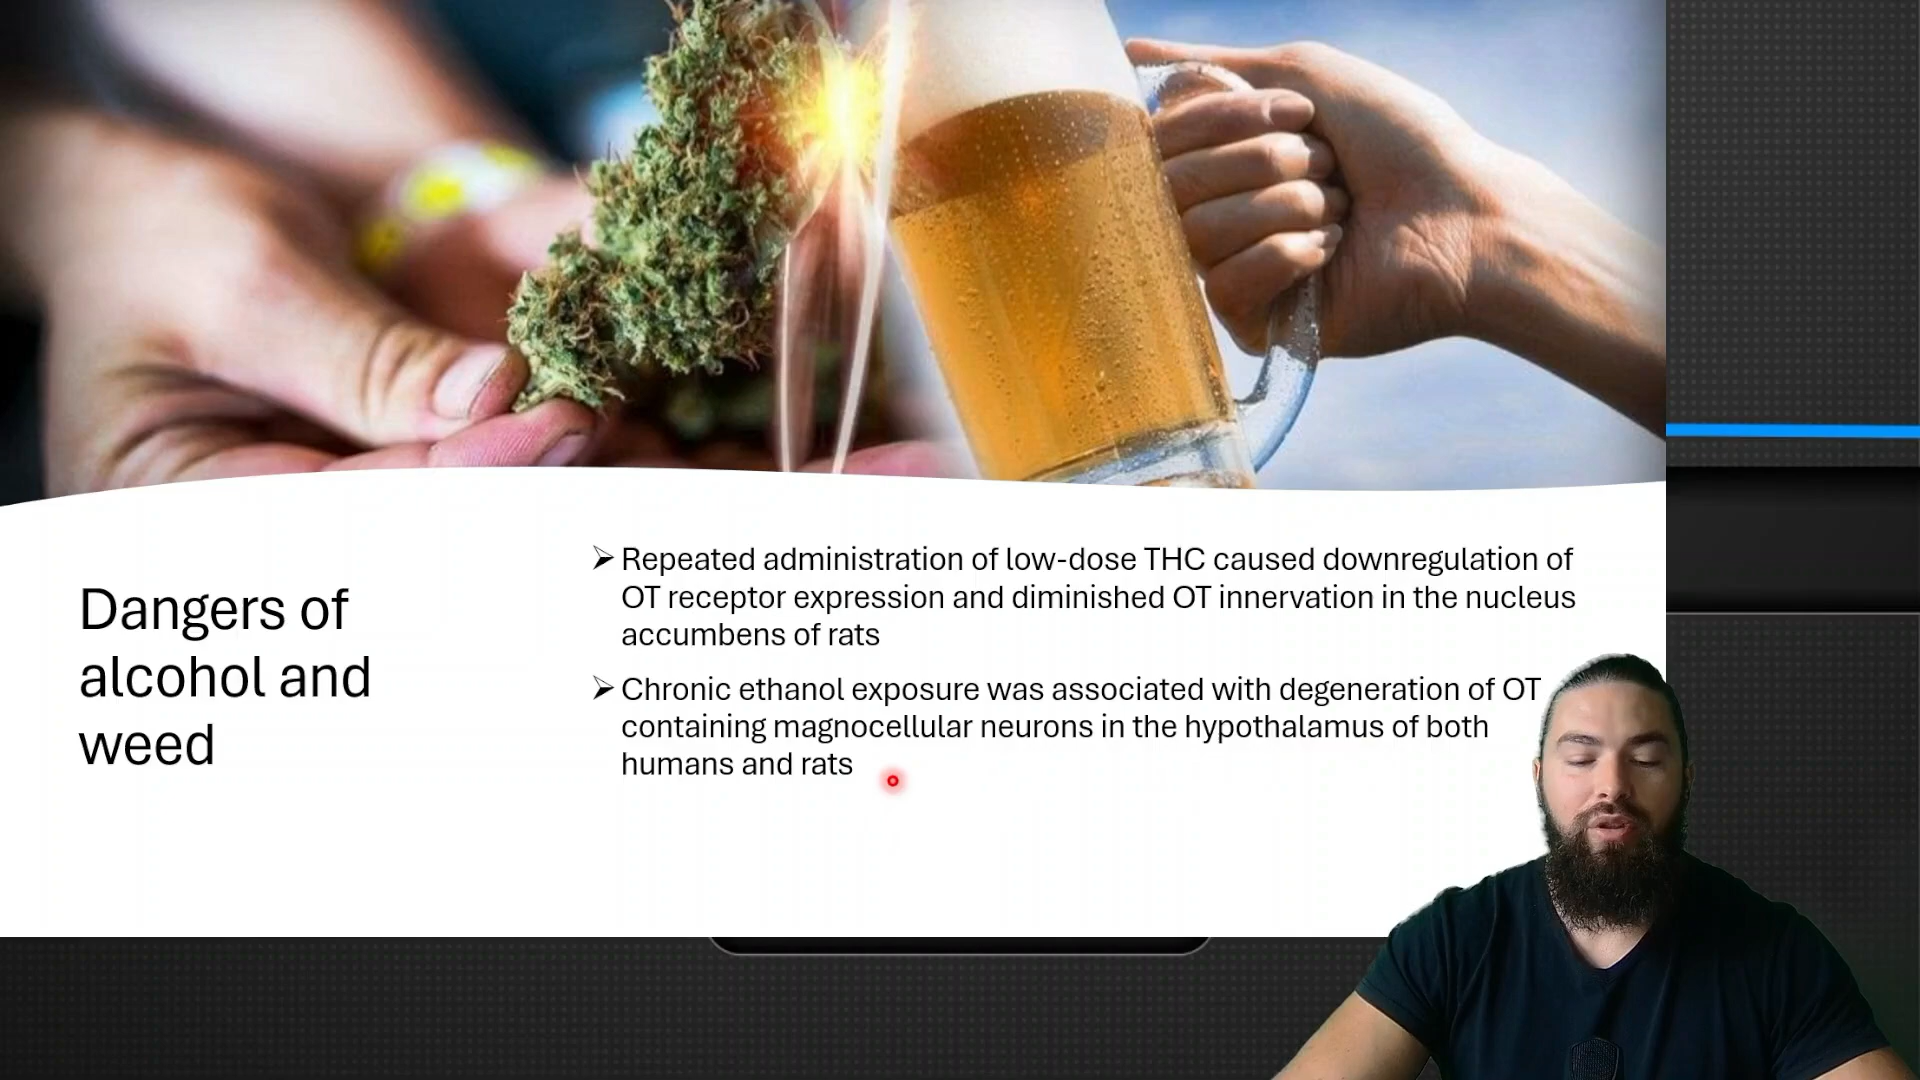 Dangers of
alcohol and
weed
Repeated administration of low-dose THC caused downregulation of
OT receptor expression and diminished OT innervation in the nucleus
accumbens of rats
Chronic ethanol exposure was associated with degeneration of OT
containing magnocellular neurons in the hypothalamus of both
humans and rats